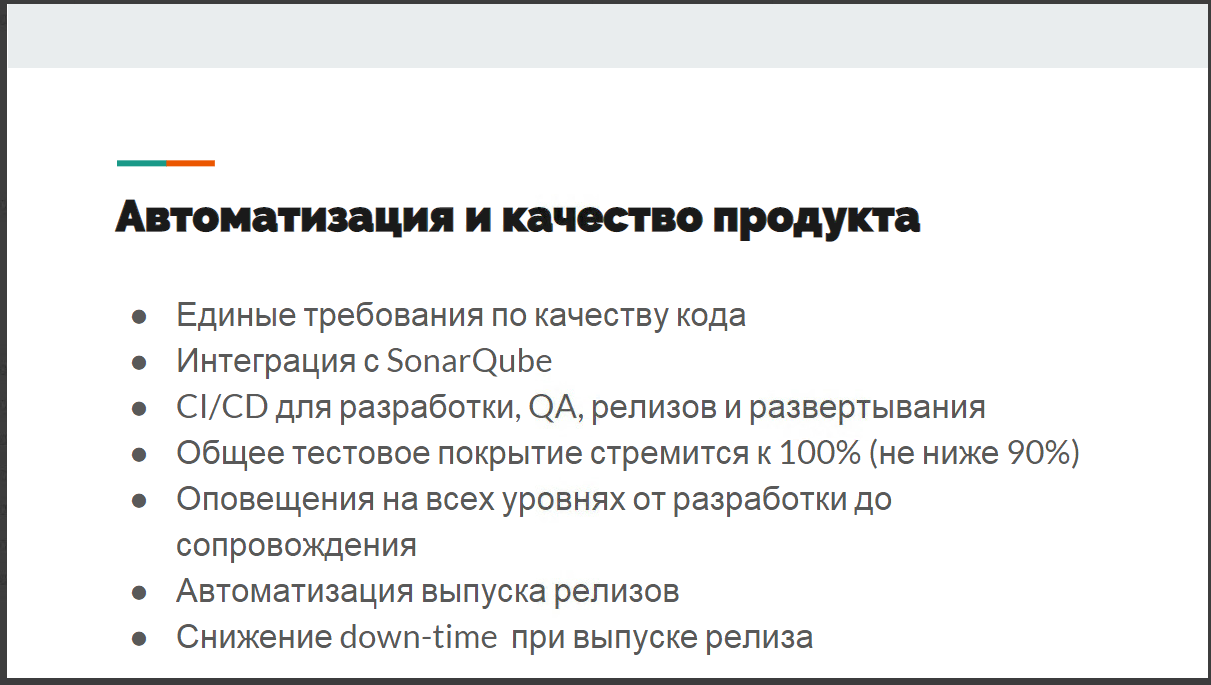 Автоматизация и качество продукта
● Единые требования по качеству кода
● Интеграция с SonarQube
● CI/CD для разработки, QA, релизов и развертывания
● Общее тестовое покрытие стремится к 100% (не ниже 90%)
● Оповещения на всех уровнях от разработки до
сопровождения
● Автоматизация выпуска релизов
● Снижение down-time при выпуске релиза